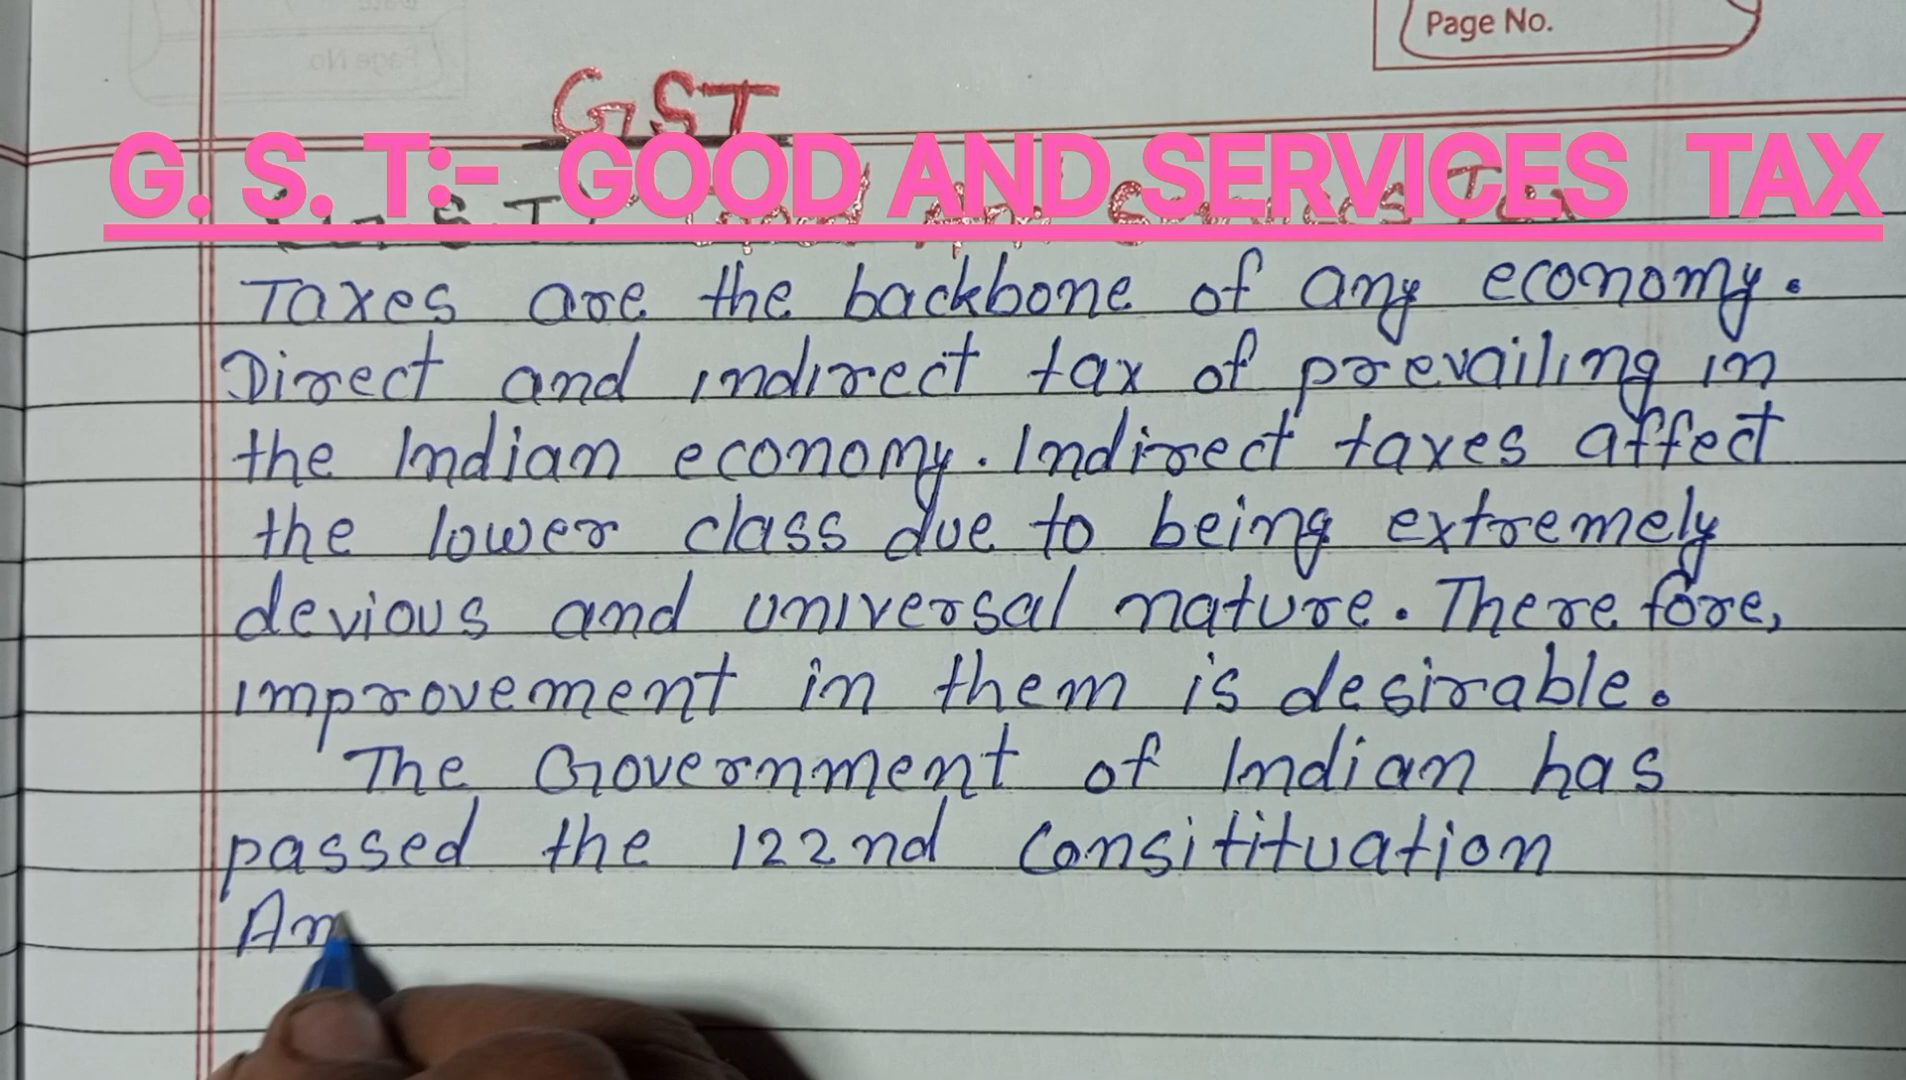 Page No.
GST
G. S. T:- GOOD AND SERVICES TAX
Taxes are the backbone of any economy.
Direct and indirect tax of prevailing in
the Indian economy. Indirect taxes affect
the lower class due to being extremely
devious and universal nature. Therefore,
improvement in them is desirable.
The Government of Indian has
passed the 122nd Consitituation
Am